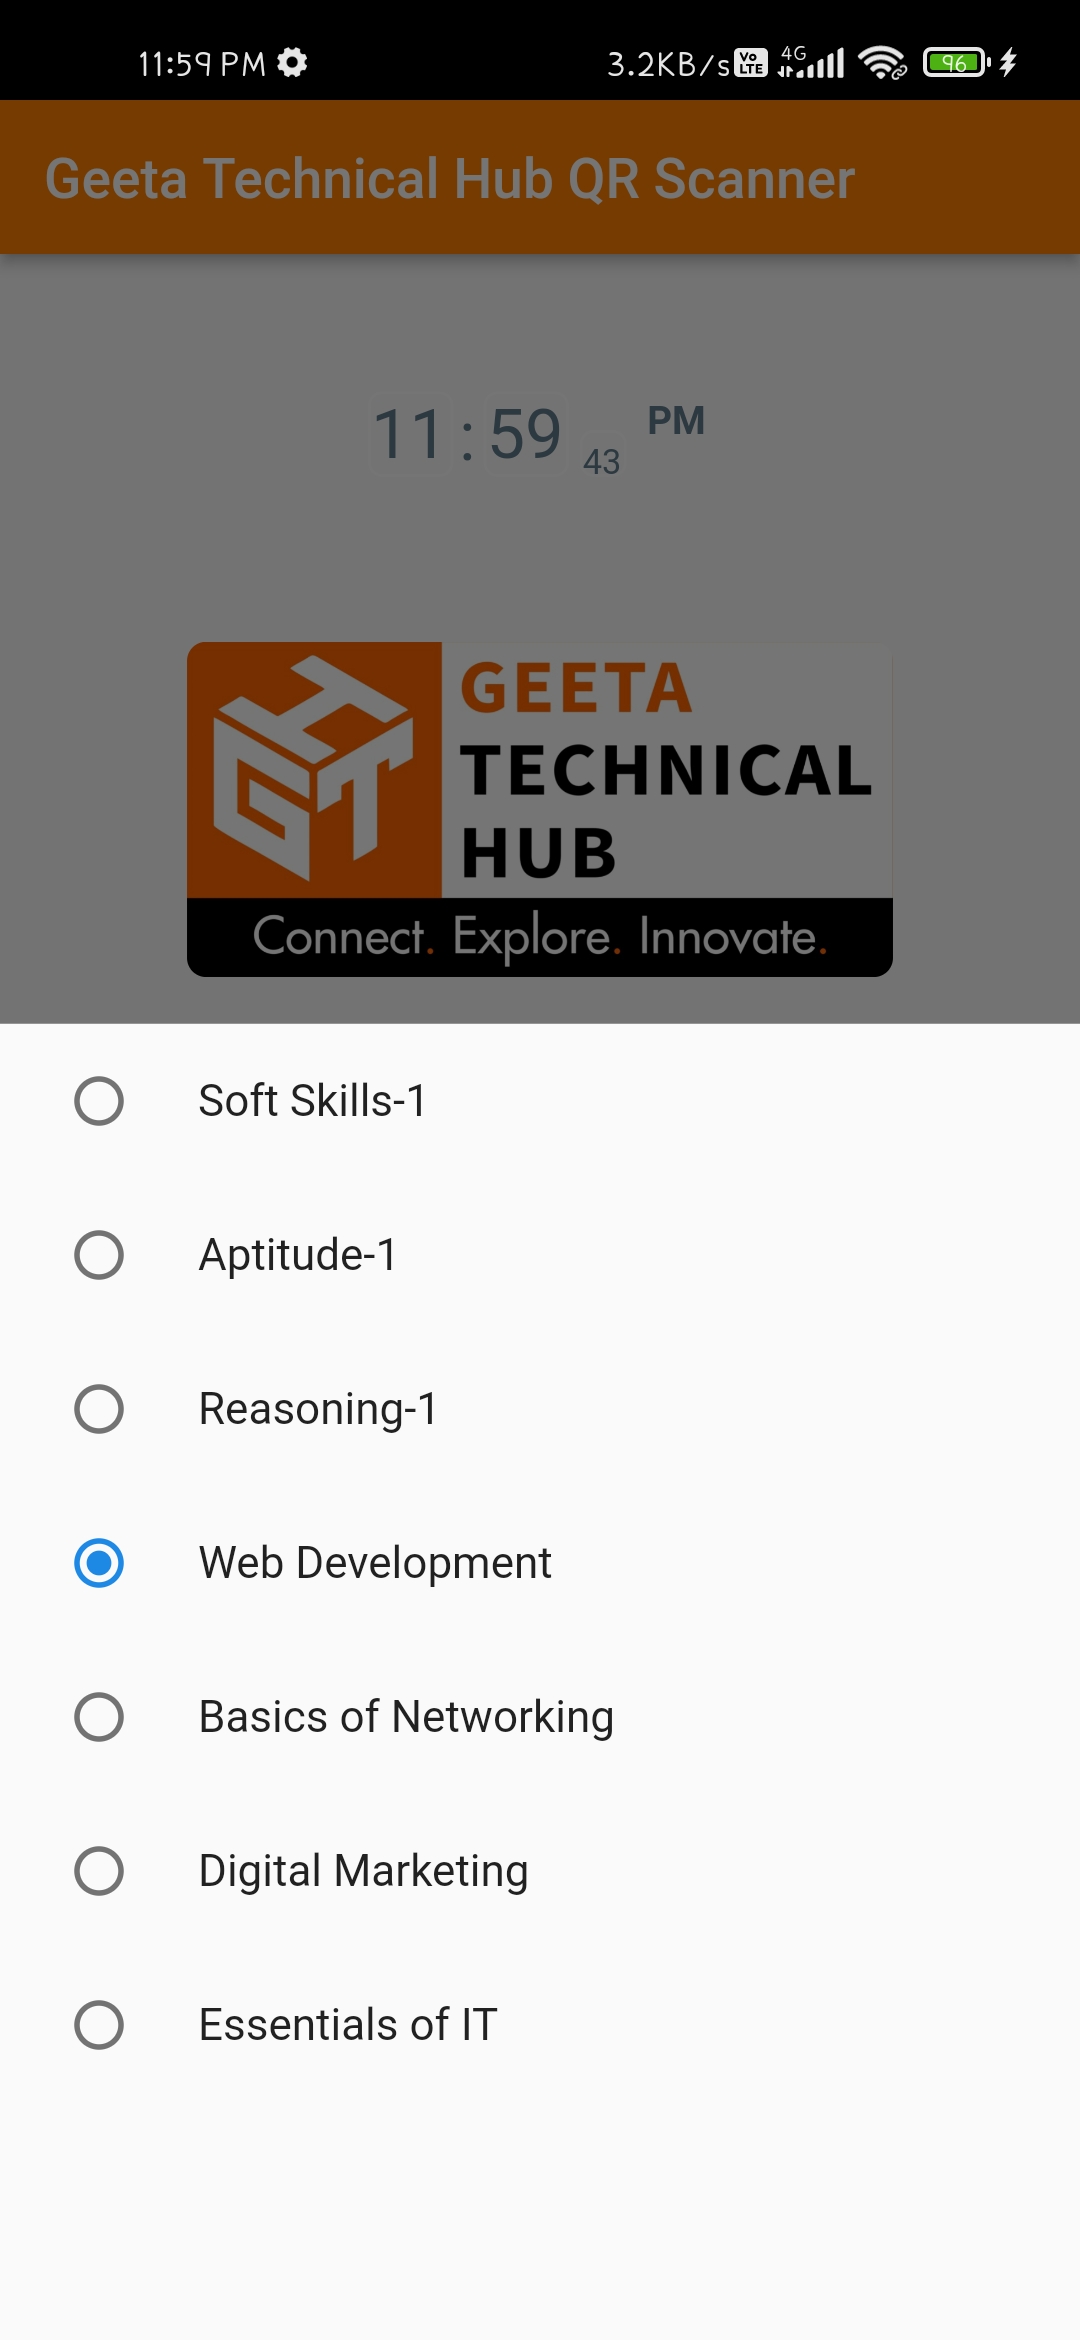 11:59 PM 3.2KB/s Vo LTE 4G 96
Geeta Technical Hub QR Scanner
11:59 43 PM
GEETA
TECHNICAL
HUB
Connect. Explore. Innovate.
Soft Skills-1
Aptitude-1
Reasoning-1
Web Development
Basics of Networking
Digital Marketing
Essentials of IT